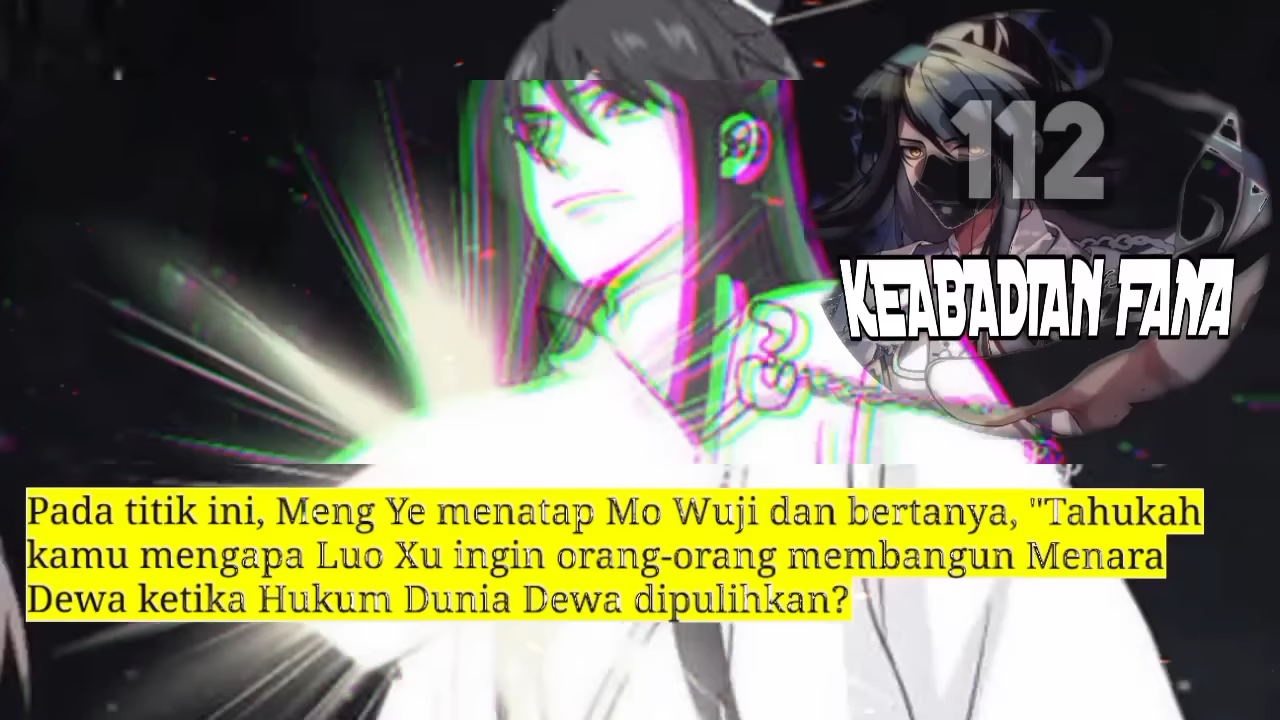 112
KEABADIAN FANA
Pada titik ini, Meng Ye menatap Mo Wuji dan bertanya, "Tahukah
kamu mengapa Luo Xu ingin orang-orang membangun Menara
Dewa ketika Hukum Dunia Dewa dipulihkan?